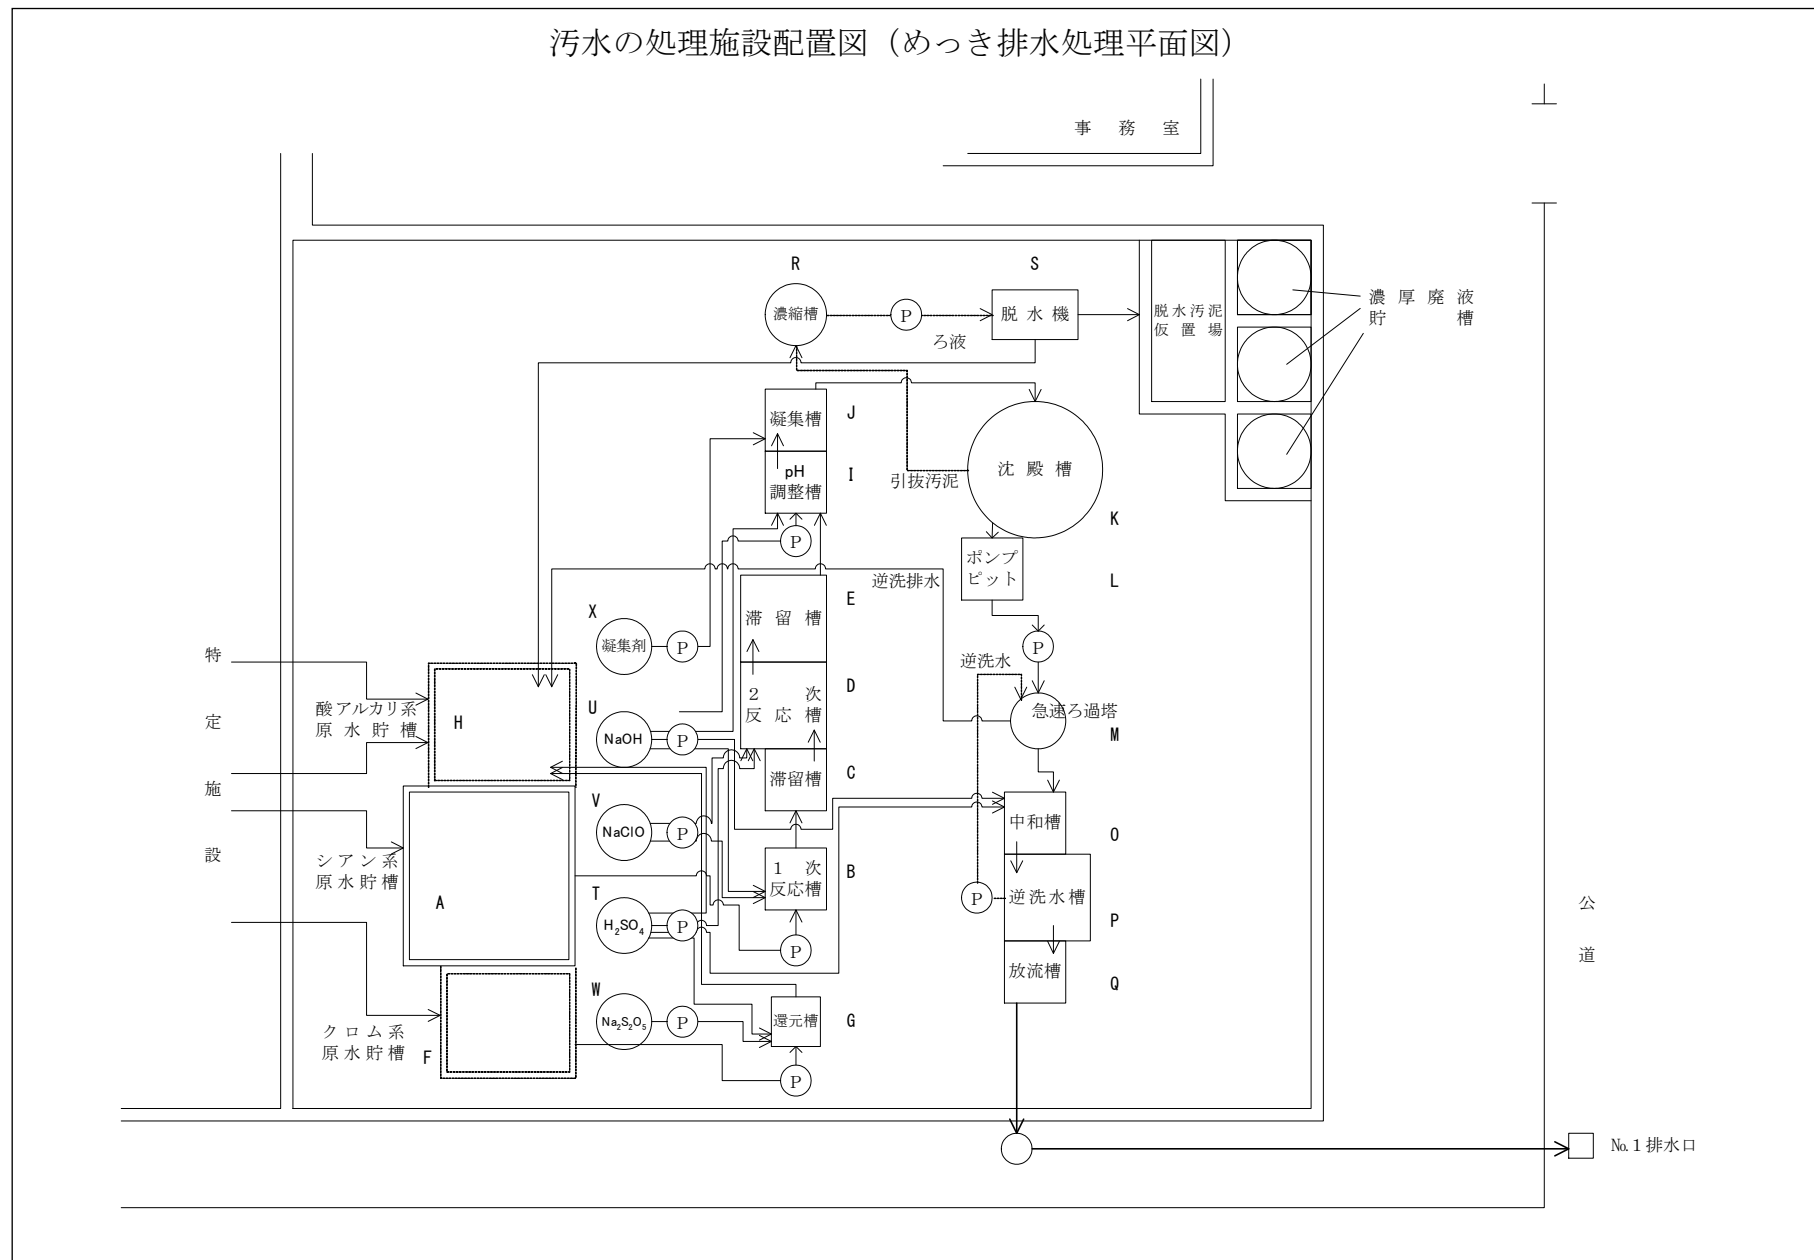 汚水の処理施設配置図（めっき排水処理平面図）
事　務　室
R
S
濃縮槽
P
脱 水 機
ろ液
脱水汚泥
仮 置 場
濃 厚 廃 液
貯　　　槽
凝集槽
J
pH
調整槽
I
引抜汚泥
沈 殿 槽
K
P
ポンプ
ピット
L
逆洗排水
滞 留 槽
E
X
凝集剤
P
P
逆洗水
２　次
反 応 槽
D
急速ろ過塔
M
特
定
施
設
酸アルカリ系
原 水 貯 槽
H
U
NaOH
P
滞留槽
C
V
NaClO
P
中和槽
O
シ ア ン 系
原 水 貯 槽
A
１　次
反応槽
B
T
H₂SO₄
P
P
P
逆 洗 水 槽
P
放流槽
Q
公
道
W
Na₂S₂O₅
P
還元槽
G
ク ロ ム 系
原 水 貯 槽
F
P
№１排水口